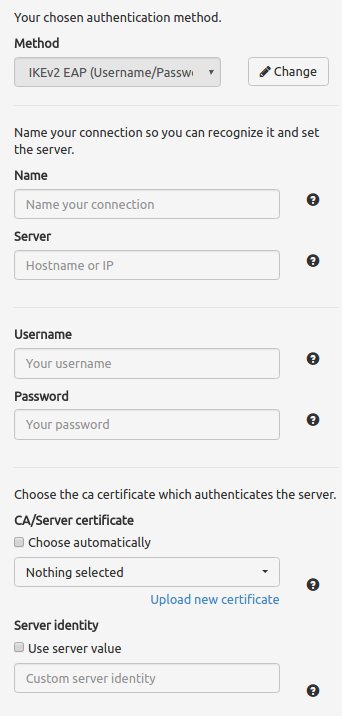 Your chosen authentication method.
Method
IKEv2 EAP (Username/Passw
Change
Name your connection so you can recognize it and set
the server.
Name
Name your connection
Server
Hostname or IP
Username
Your username
Password
Your password
Choose the ca certificate which authenticates the server.
CA/Server certificate
Choose automatically
Nothing selected
Upload new certificate
Server identity
Use server value
Custom server identity